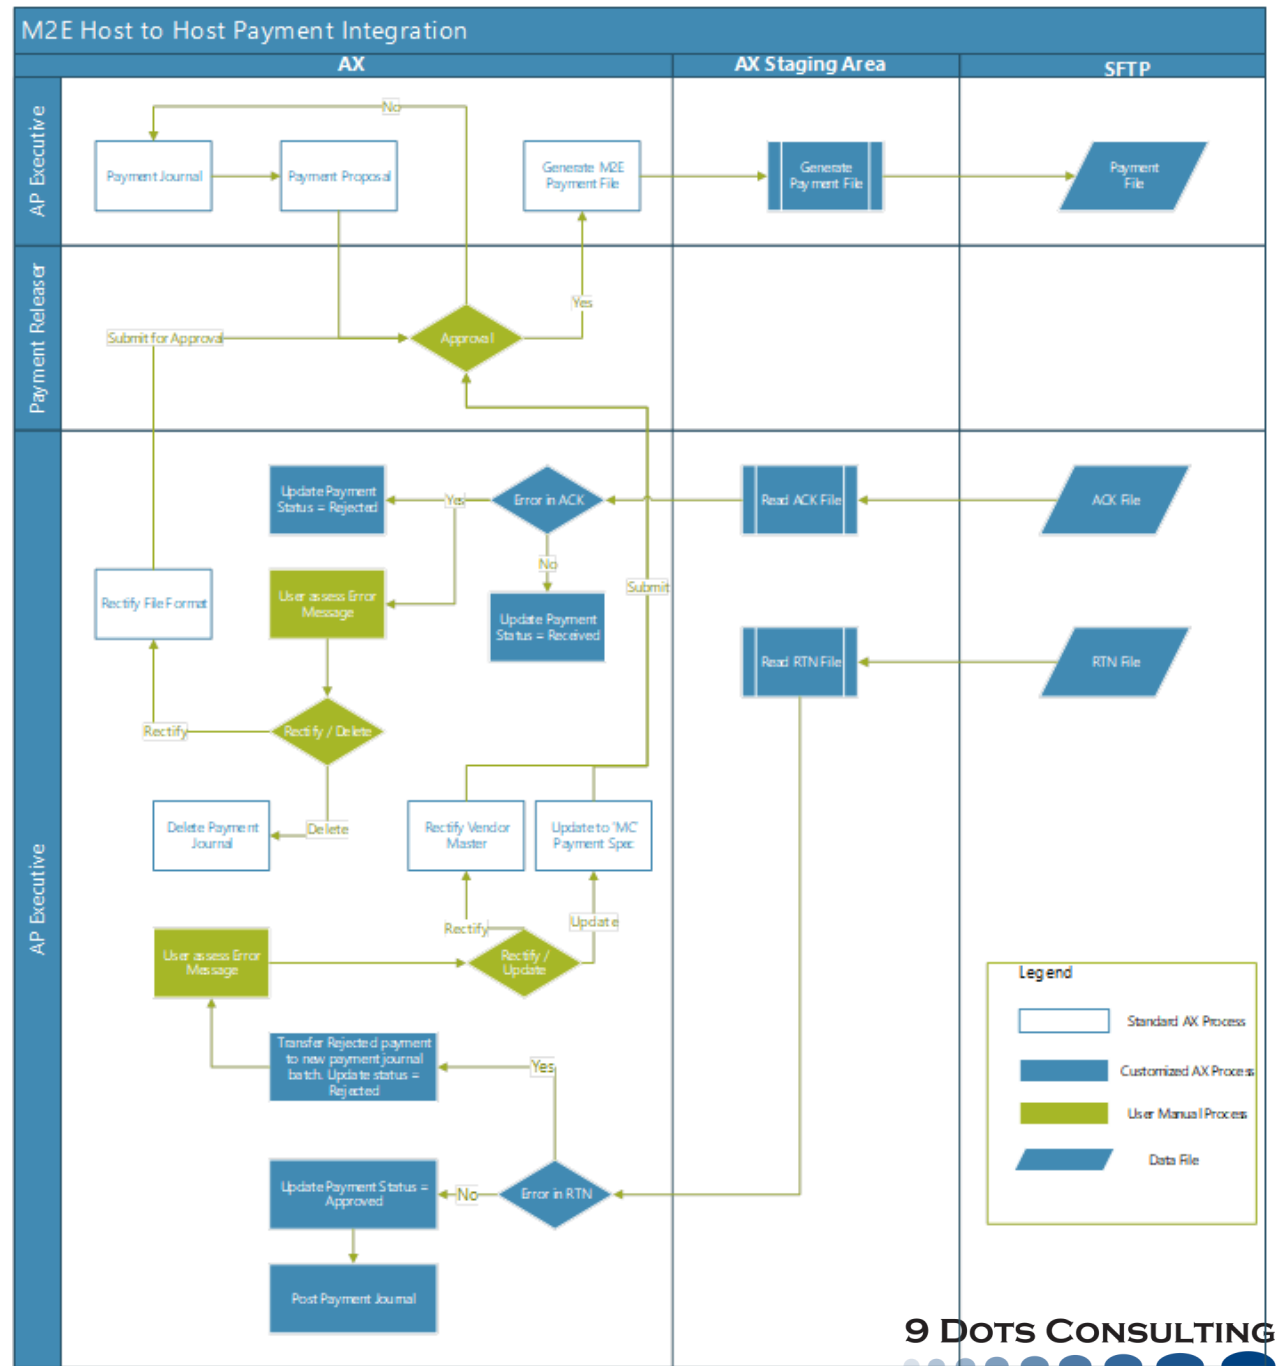 M2E Host to Host Payment Integration
AX
AX Staging Area
SFTP
AP Executive
No
Payment Journal
Payment Proposal
Generate M2E
Payment File
Generate
Payment File
Payment
File
Payment Releaser
Yes
Submit for Approval
Approval
AP Executive
Update Payment
Status = Rejected
Yes
Error in ACK
Read ACK File
ACK File
No
Submit
Rectify File Format
User assess Error
Message
Update Payment
Status = Received
Read RTN File
RTN File
Rectify
Rectify / Delete
Delete Payment
Journal
Delete
Rectify Vendor
Master
Update to 'MC'
Payment Spec
Rectify
Update
User assess Error
Message
Rectify /
Update
Transfer Rejected payment
to new payment journal
batch. Update status =
Rejected
Yes
Update Payment Status =
Approved
No
Error in RTN
Post Payment Journal
Legend
Standard AX Process
Customized AX Process
User Manual Process
Data File
9 DOTS CONSULTING